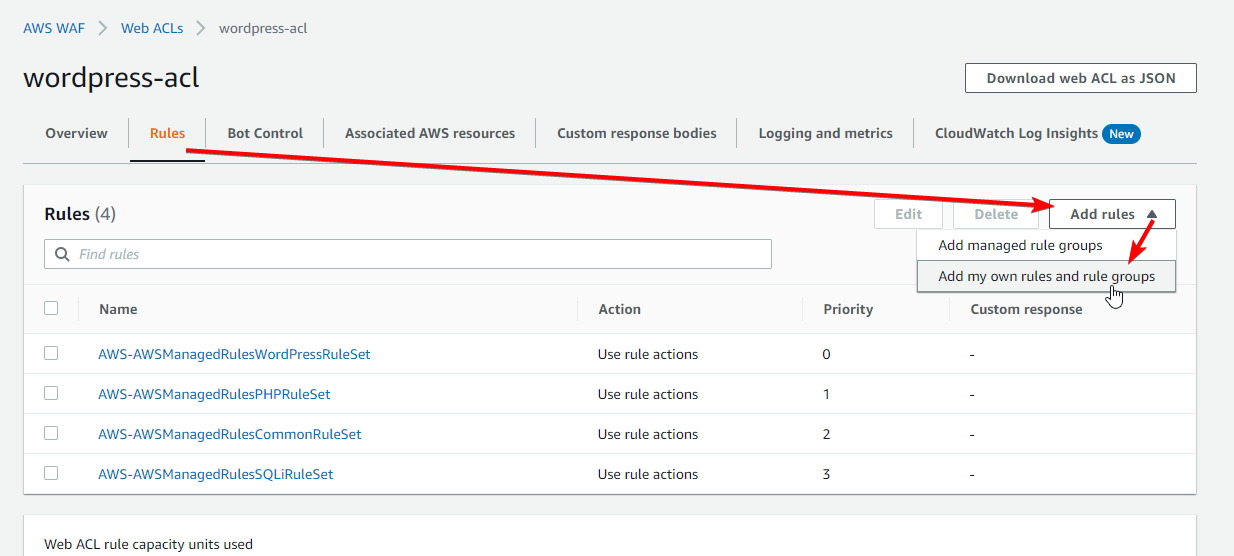 AWS WAF > Web ACLs > wordpress-acl
wordpress-acl
Download web ACL as JSON
Overview Rules Bot Control Associated AWS resources Custom response bodies Logging and metrics CloudWatch Log Insights New
Rules (4)
Edit Delete Add rules
Find rules
Add managed rule groups
Add my own rules and rule groups
Name Action Priority Custom response
AWS-AWSManagedRulesWordPressRuleSet Use rule actions 0 -
AWS-AWSManagedRulesPHPRuleSet Use rule actions 1 -
AWS-AWSManagedRulesCommonRuleSet Use rule actions 2 -
AWS-AWSManagedRulesSQLiRuleSet Use rule actions 3 -
Web ACL rule capacity units used